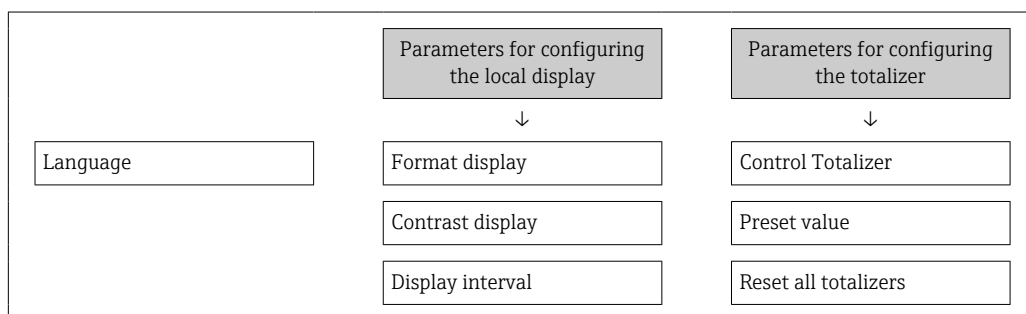 Parameters for configuring
the local display
Parameters for configuring
the totalizer
↓
↓
Language
Format display
Control Totalizer
Contrast display
Preset value
Display interval
Reset all totalizers